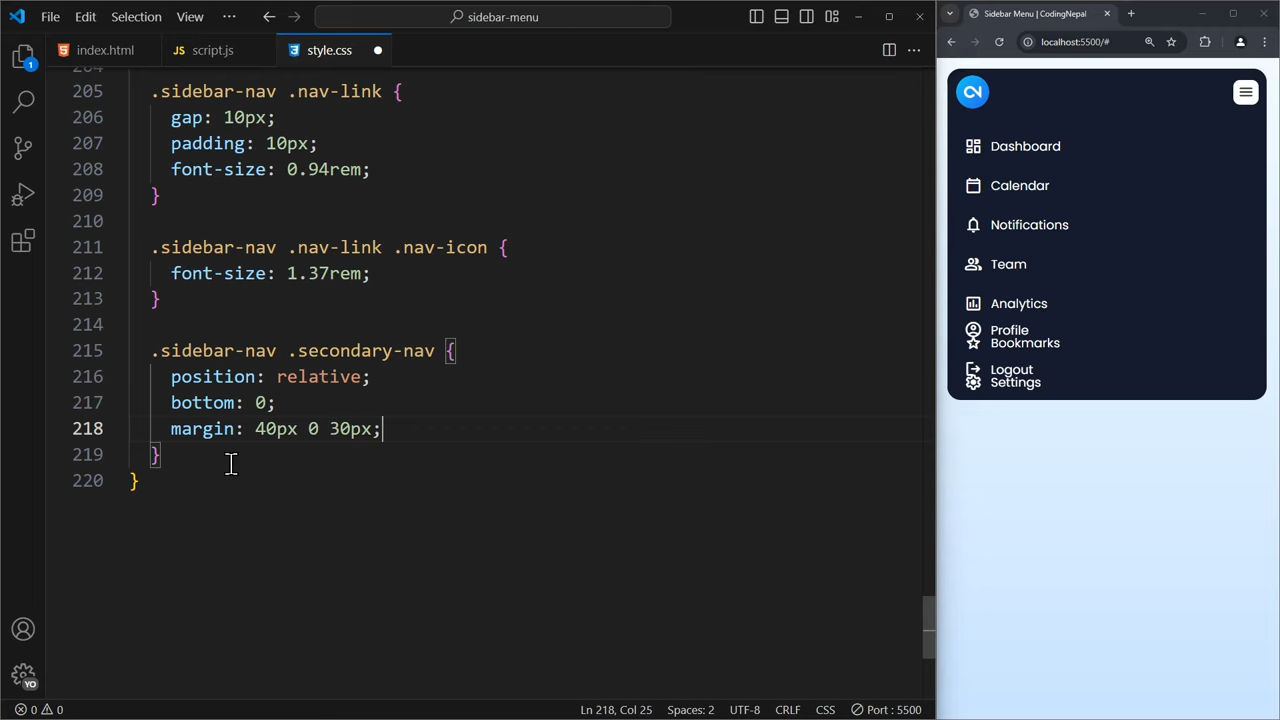 File Edit Selection View ··· sidebar-menu
index.html JS script.js style.css
204
205 .sidebar-nav .nav-link {
206 gap: 10px;
207 padding: 10px;
208 font-size: 0.94rem;
209 }
210
211 .sidebar-nav .nav-link .nav-icon {
212 font-size: 1.37rem;
213 }
214
215 .sidebar-nav .secondary-nav {
216 position: relative;
217 bottom: 0;
218 margin: 40px 0 30px;
219 }
220 }
1
YO
0 0 Ln 218, Col 25 Spaces: 2 UTF-8 CRLF CSS Port : 5500
Sidebar Menu | CodingNepal
localhost:5500/#
CN
Dashboard
Calendar
Notifications
Team
Analytics
Profile
Bookmarks
Logout
Settings